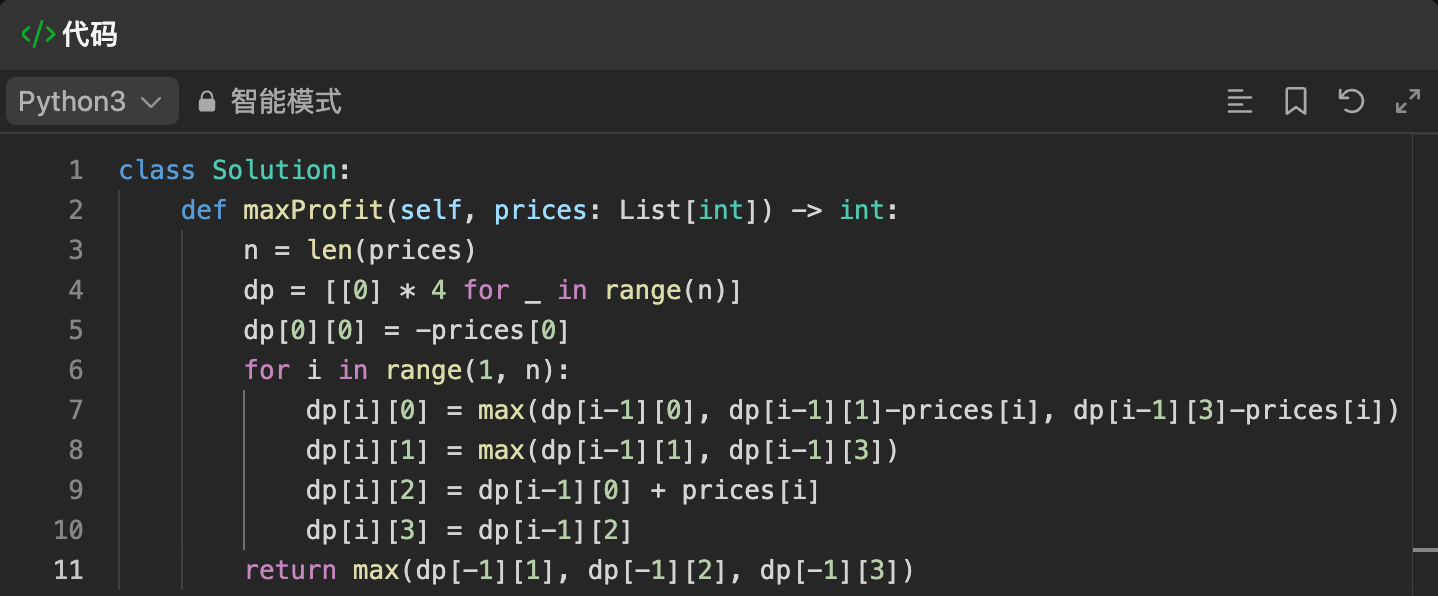 </> 代码
Python3 智能模式
1 class Solution:
2     def maxProfit(self, prices: List[int]) -> int:
3         n = len(prices)
4         dp = [[0] * 4 for _ in range(n)]
5         dp[0][0] = -prices[0]
6         for i in range(1, n):
7             dp[i][0] = max(dp[i-1][0], dp[i-1][1]-prices[i], dp[i-1][3]-prices[i])
8             dp[i][1] = max(dp[i-1][1], dp[i-1][3])
9             dp[i][2] = dp[i-1][0] + prices[i]
10             dp[i][3] = dp[i-1][2]
11         return max(dp[-1][1], dp[-1][2], dp[-1][3])